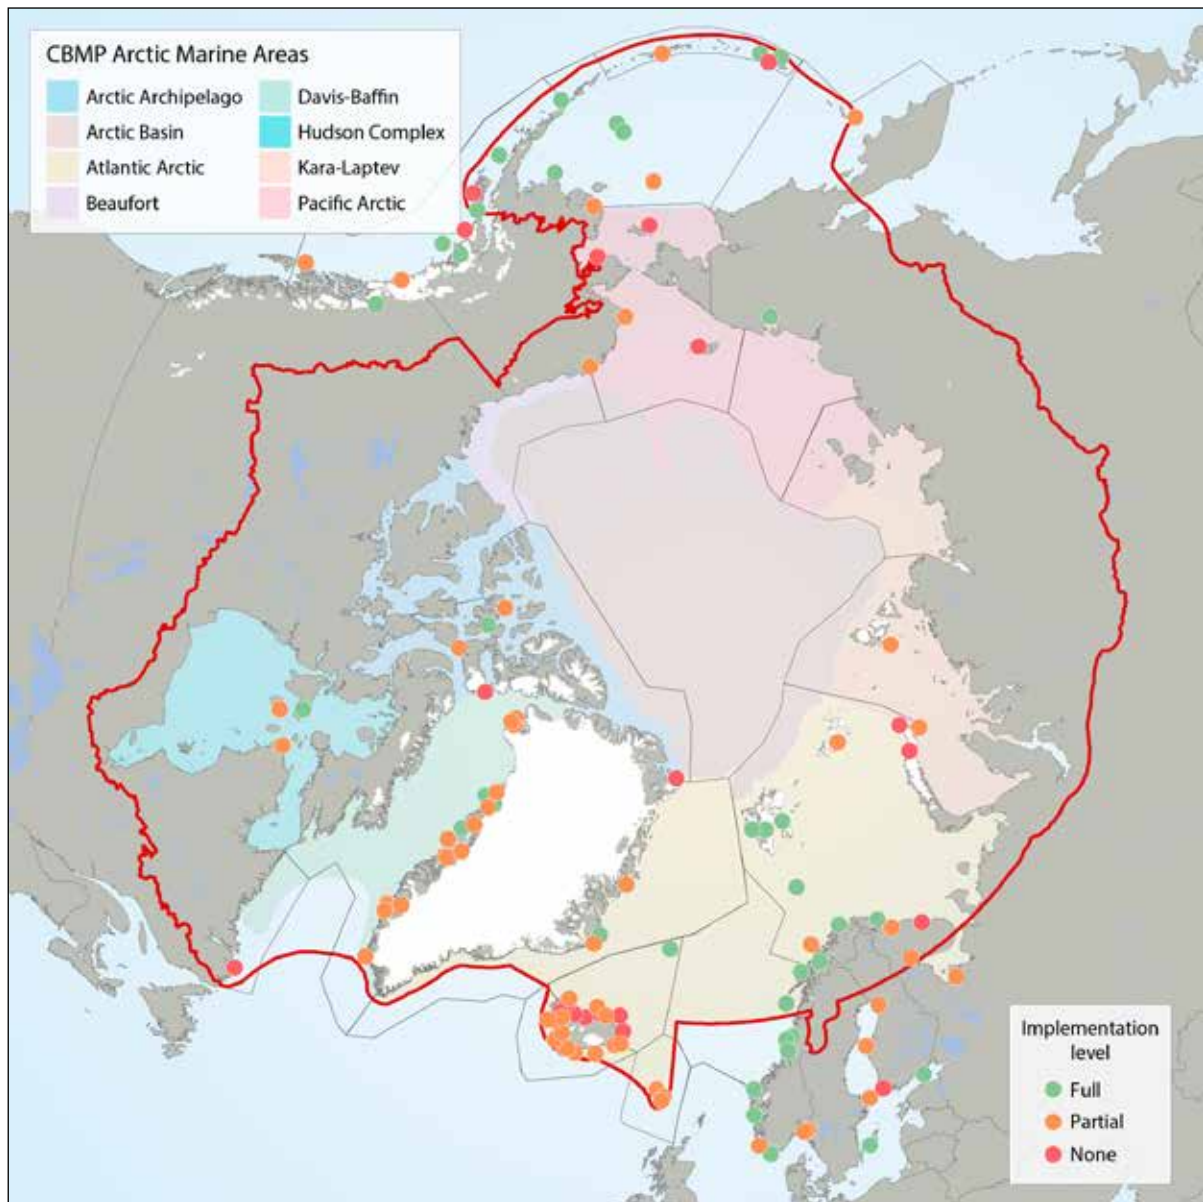 CBMP Arctic Marine Areas
Arctic Archipelago
Davis-Baffin
Arctic Basin
Hudson Complex
Atlantic Arctic
Kara-Laptev
Beaufort
Pacific Arctic
Implementation
level
Full
Partial
None